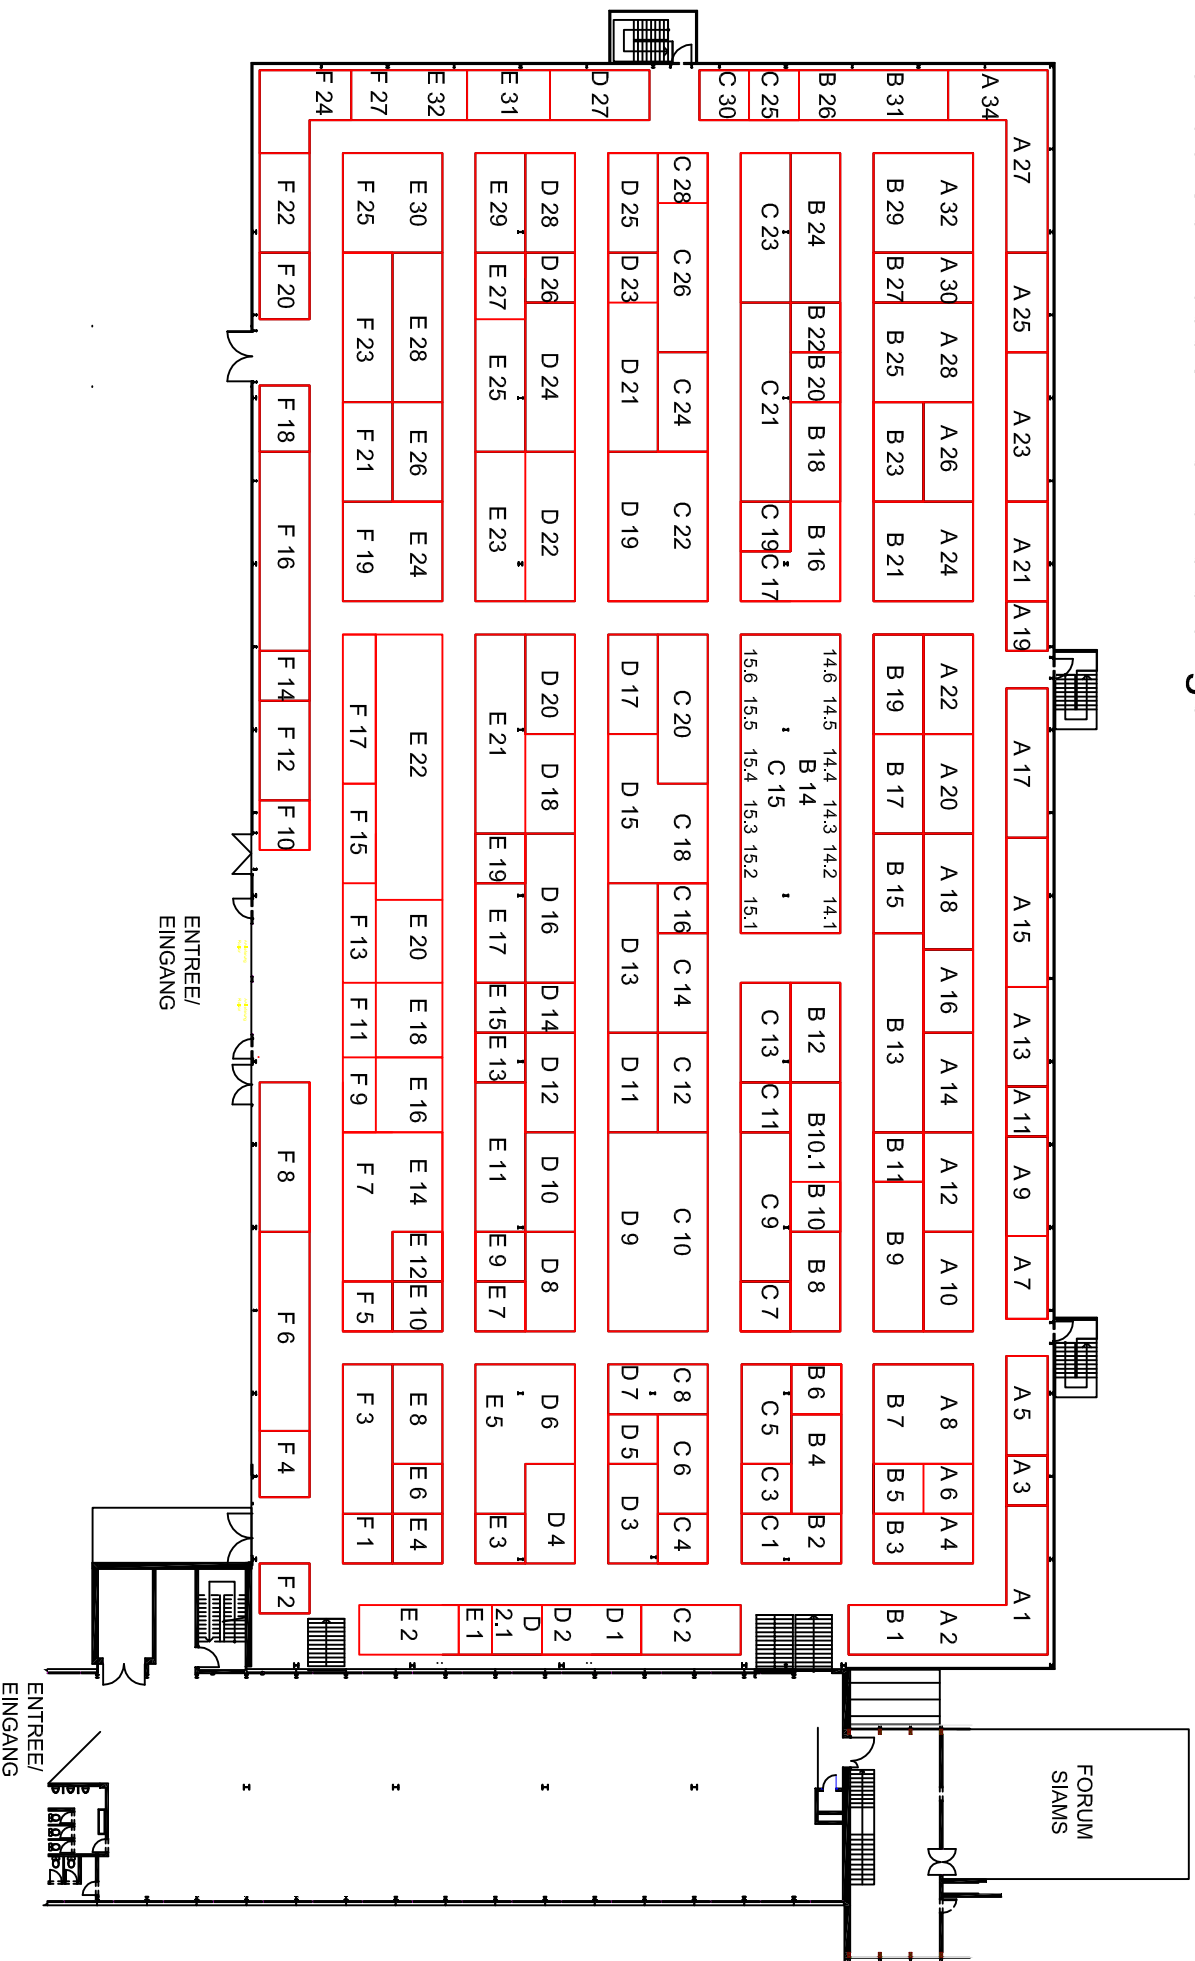 A 34
A 27
A 25
A 23
A 21
A 19
A 17
A 15
A 13
A 11
A 9
A 7
A 5
A 3
A 1
A 32
A 30
A 28
A 26
A 24
A 22
A 20
A 18
A 16
A 14
A 12
A 10
A 8
A 6
A 4
A 2
B 31
B 29
B 27
B 25
B 23
B 21
B 19
B 17
B 15
B 13
B 11
B 9
B 7
B 5
B 3
B 1
B 26
B 24
B 22
B 20
B 18
B 16
14.6 14.5 14.4 14.3 14.2 14.1
B 14
C 15
15.6 15.5 15.4 15.3 15.2 15.1
B 12
B10.1
B 10
B 8
B 6
B 4
B 2
C 25
C 23
C 21
C 19
C 17
C 13
C 11
C 9
C 7
C 5
C 3
C 1
C 30
C 28
C 26
C 24
C 22
C 20
C 18
C 16
C 14
C 12
C 10
C 8
C 6
C 4
C 2
D 27
D 25
D 23
D 21
D 19
D 17
D 15
D 13
D 11
D 9
D 7
D 5
D 3
D 1
D 28
D 26
D 24
D 22
D 20
D 18
D 16
D 14
D 12
D 10
D 8
D 6
D 4
D 2
D
2.1
E 31
E 29
E 27
E 25
E 23
E 21
E 19
E 17
E 15
E 13
E 11
E 9
E 7
E 5
E 3
E 1
E 32
E 30
E 28
E 26
E 24
E 22
E 20
E 18
E 16
E 14
E 12
E 10
E 8
E 6
E 4
E 2
F 27
F 25
F 23
F 21
F 19
F 17
F 15
F 13
F 11
F 9
F 7
F 5
F 3
F 1
F 24
F 22
F 20
F 18
F 16
F 14
F 12
F 10
F 8
F 6
F 4
F 2
ENTREE/
EINGANG
ENTREE/
EINGANG
FORUM
SIAMS